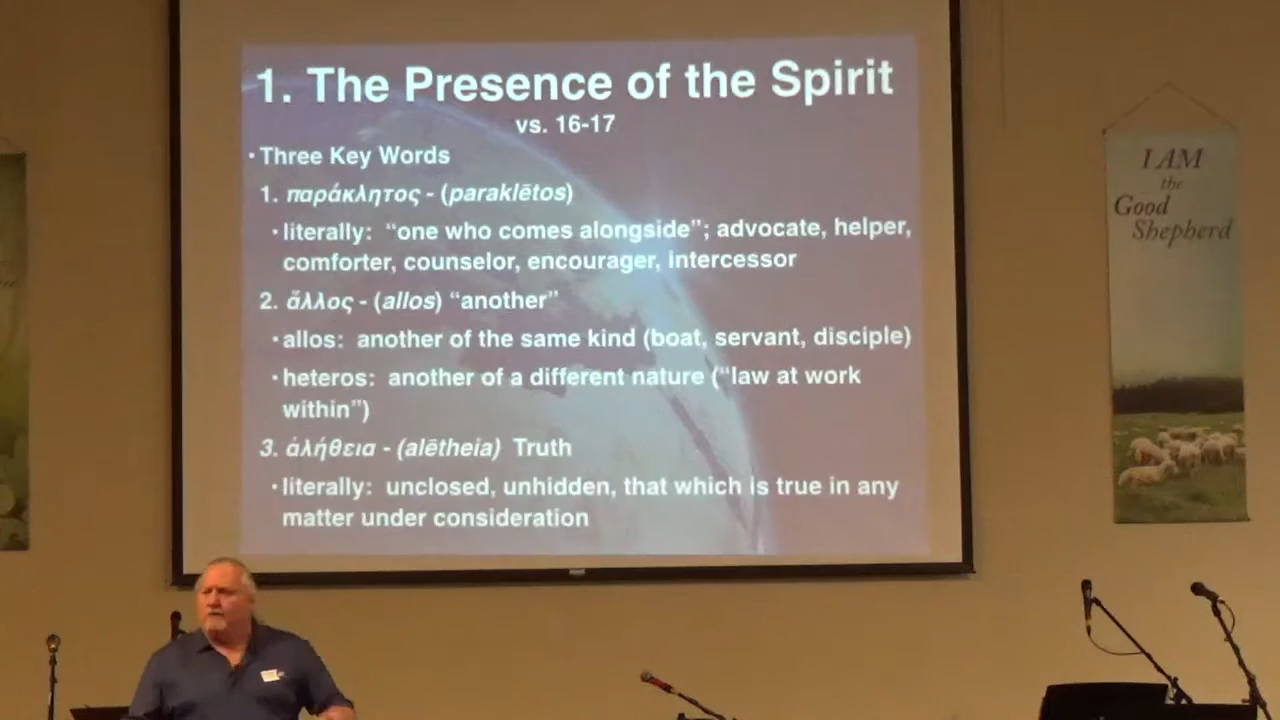 1. The Presence of the Spirit
vs. 16-17
• Three Key Words
1. παράκλητος - (paraklētos)
• literally: “one who comes alongside”; advocate, helper,
comforter, counselor, encourager, intercessor
2. ἄλλος - (allos) “another”
• allos: another of the same kind (boat, servant, disciple)
• heteros: another of a different nature (“law at work
within”)
3. ἀλήθεια - (alētheia) Truth
• literally: unclosed, unhidden, that which is true in any
matter under consideration
I AM
the
Good
Shepherd